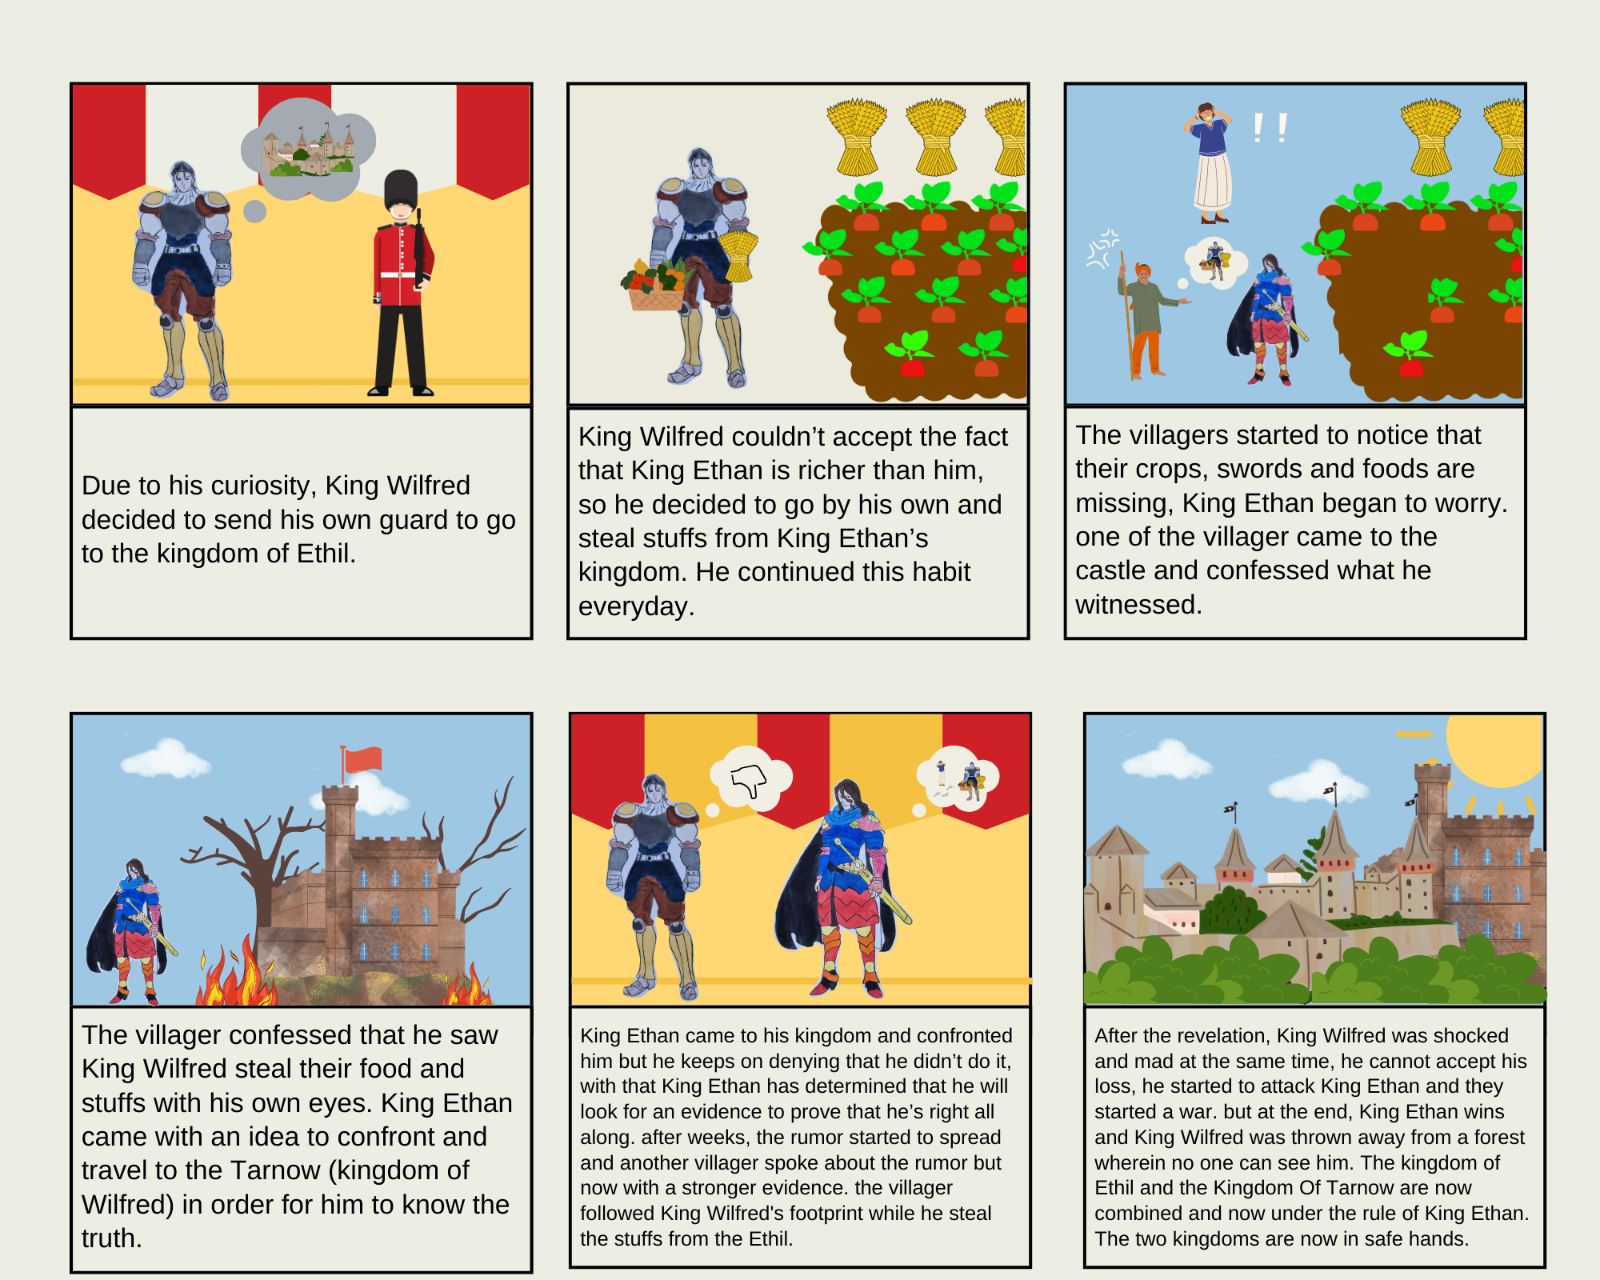 Due to his curiosity, King Wilfred
decided to send his own guard to go
to the kingdom of Ethil.
King Wilfred couldn’t accept the fact
that King Ethan is richer than him,
so he decided to go by his own and
steal stuffs from King Ethan’s
kingdom. He continued this habit
everyday.
! !
The villagers started to notice that
their crops, swords and foods are
missing, King Ethan began to worry.
one of the villager came to the
castle and confessed what he
witnessed.
The villager confessed that he saw
King Wilfred steal their food and
stuffs with his own eyes. King Ethan
came with an idea to confront and
travel to the Tarnow (kingdom of
Wilfred) in order for him to know the
truth.
King Ethan came to his kingdom and confronted
him but he keeps on denying that he didn’t do it,
with that King Ethan has determined that he will
look for an evidence to prove that he’s right all
along. after weeks, the rumor started to spread
and another villager spoke about the rumor but
now with a stronger evidence. the villager
followed King Wilfred's footprint while he steal
the stuffs from the Ethil.
After the revelation, King Wilfred was shocked
and mad at the same time, he cannot accept his
loss, he started to attack King Ethan and they
started a war. but at the end, King Ethan wins
and King Wilfred was thrown away from a forest
wherein no one can see him. The kingdom of
Ethil and the Kingdom Of Tarnow are now
combined and now under the rule of King Ethan.
The two kingdoms are now in safe hands.